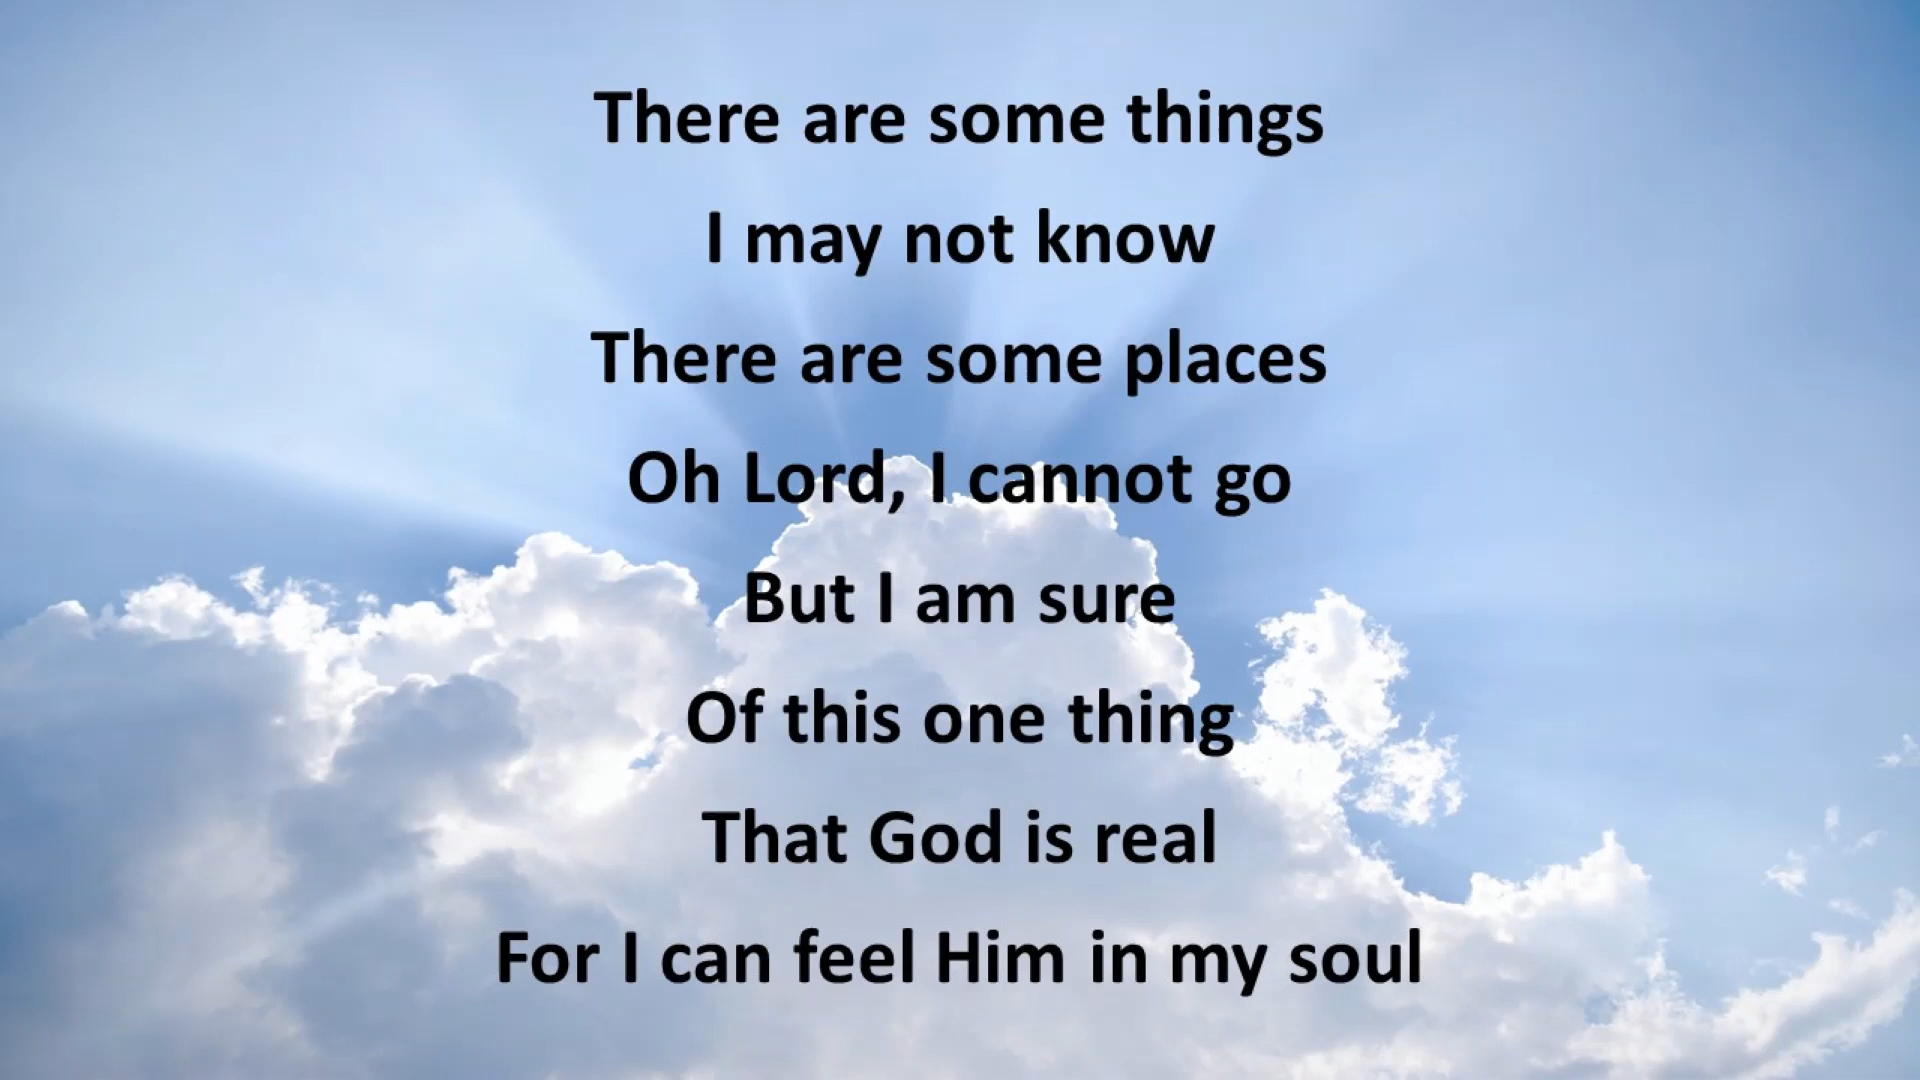 There are some things
I may not know
There are some places
Oh Lord, I cannot go
But I am sure
Of this one thing
That God is real
For I can feel Him in my soul